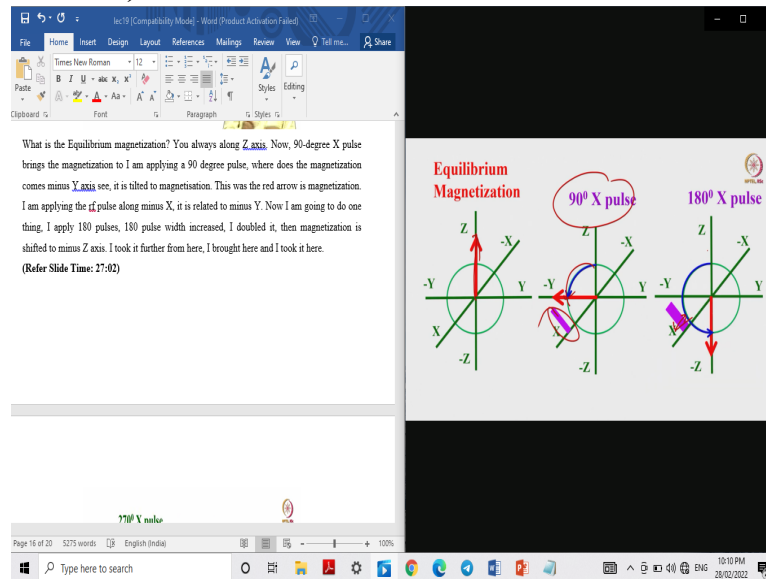 lec19 [Compatibility Mode] - Word (Product Activation Failed)
File Home Insert Design Layout References Mailings Review View Tell me... Share
Times New Roman 12
Paste
B I U abc x₂ x²
A Aa A A
Styles Editing
Clipboard Font Paragraph Styles
What is the Equilibrium magnetization? You always along Z axis. Now, 90-degree X pulse
brings the magnetization to I am applying a 90 degree pulse, where does the magnetization
comes minus Y axis see, it is tilted to magnetisation. This was the red arrow is magnetization.
I am applying the rf pulse along minus X, it is related to minus Y. Now I am going to do one
thing, I apply 180 pulses, 180 pulse width increased, I doubled it, then magnetization is
shifted to minus Z axis. I took it further from here, I brought here and I took it here.
(Refer Slide Time: 27:02)
270⁰ X pulse
Page 16 of 20 5275 words English (India) 100%
Equilibrium
Magnetization
90⁰ X pulse
180⁰ X pulse
Z -X Z -X Z -X
-Y Y -Y Y -Y Y
X X X
-Z -Z -Z
Type here to search
ENG
10:10 PM
28/02/2022